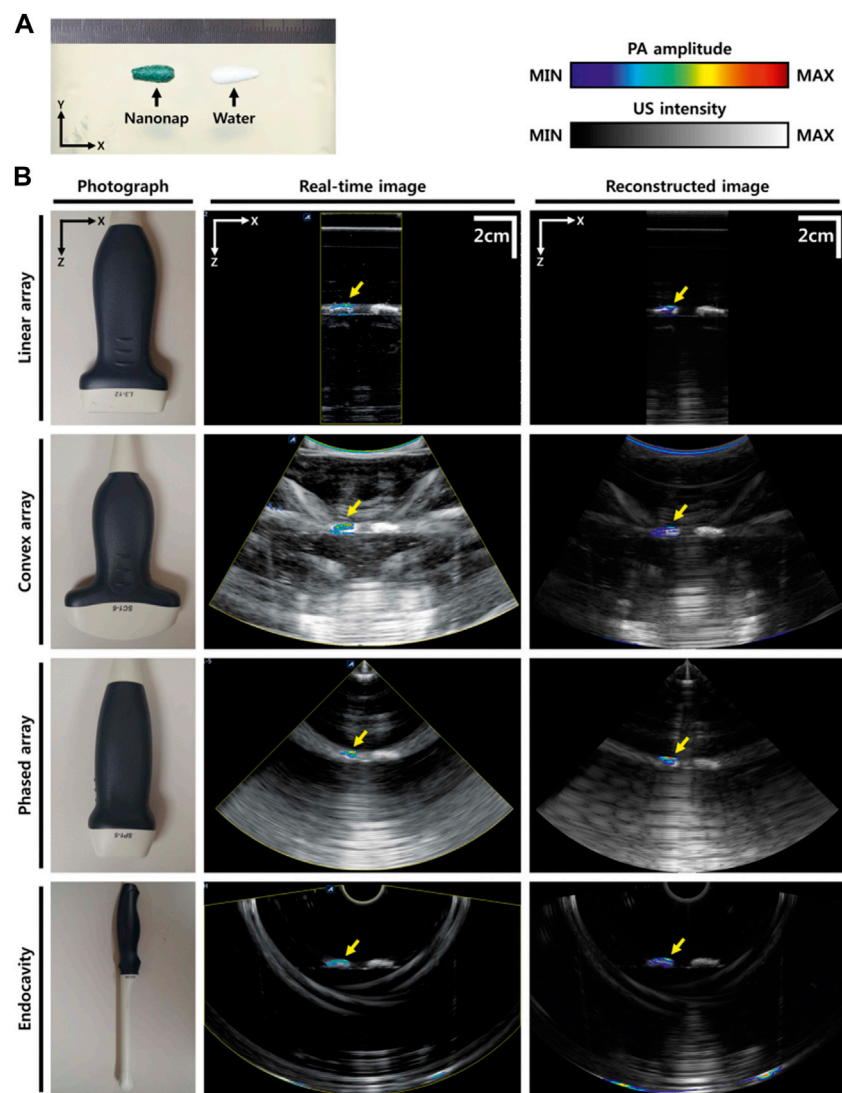 A
Nanonap
Water
Y
X
PA amplitude
MIN
MAX
US intensity
MIN
MAX
B
Photograph
Real-time image
Reconstructed image
Linear array
X
Z
L3-12
X
Z
2cm
X
Z
2cm
Convex array
SC1-6
Phased array
SP1-5
Endocavity